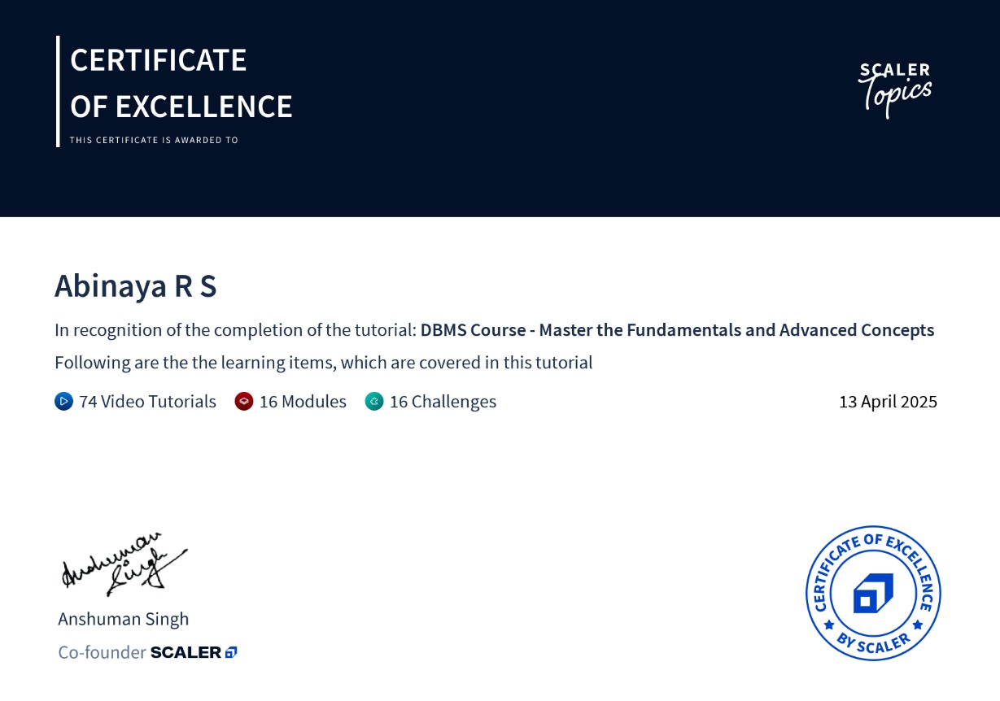 CERTIFICATE
OF EXCELLENCE
THIS CERTIFICATE IS AWARDED TO
SCALER
Topics
Abinaya R S
In recognition of the completion of the tutorial: DBMS Course - Master the Fundamentals and Advanced Concepts
Following are the the learning items, which are covered in this tutorial
74 Video Tutorials 16 Modules 16 Challenges 13 April 2025
Anshuman
Singh
Anshuman Singh
Co-founder SCALER
CERTIFICATE OF EXCELLENCE
BY SCALER